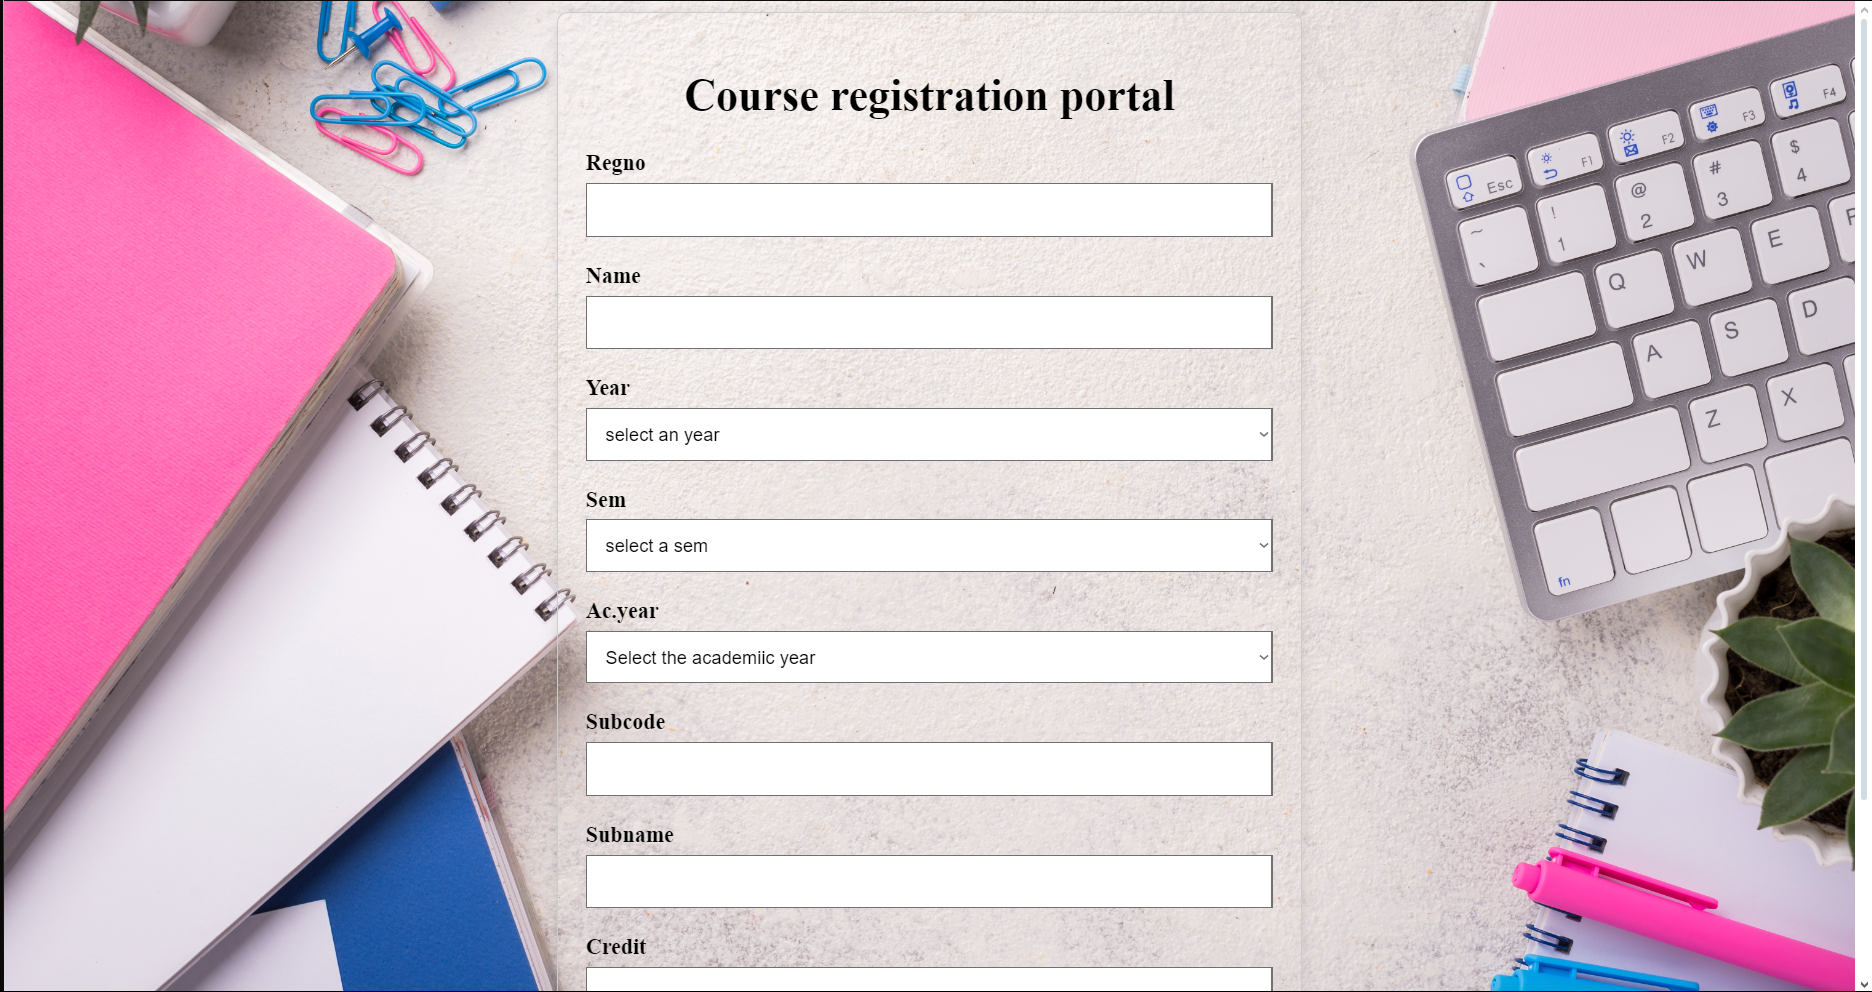 Course registration portal
Regno
Name
Year
select an year
Sem
select a sem
Ac.year
Select the academiic year
Subcode
Subname
Credit
Esc F1 F2 F3 F4
~ ` ! 1 @ 2 # 3 $ 4
Q W E
A S D
Z X
fn